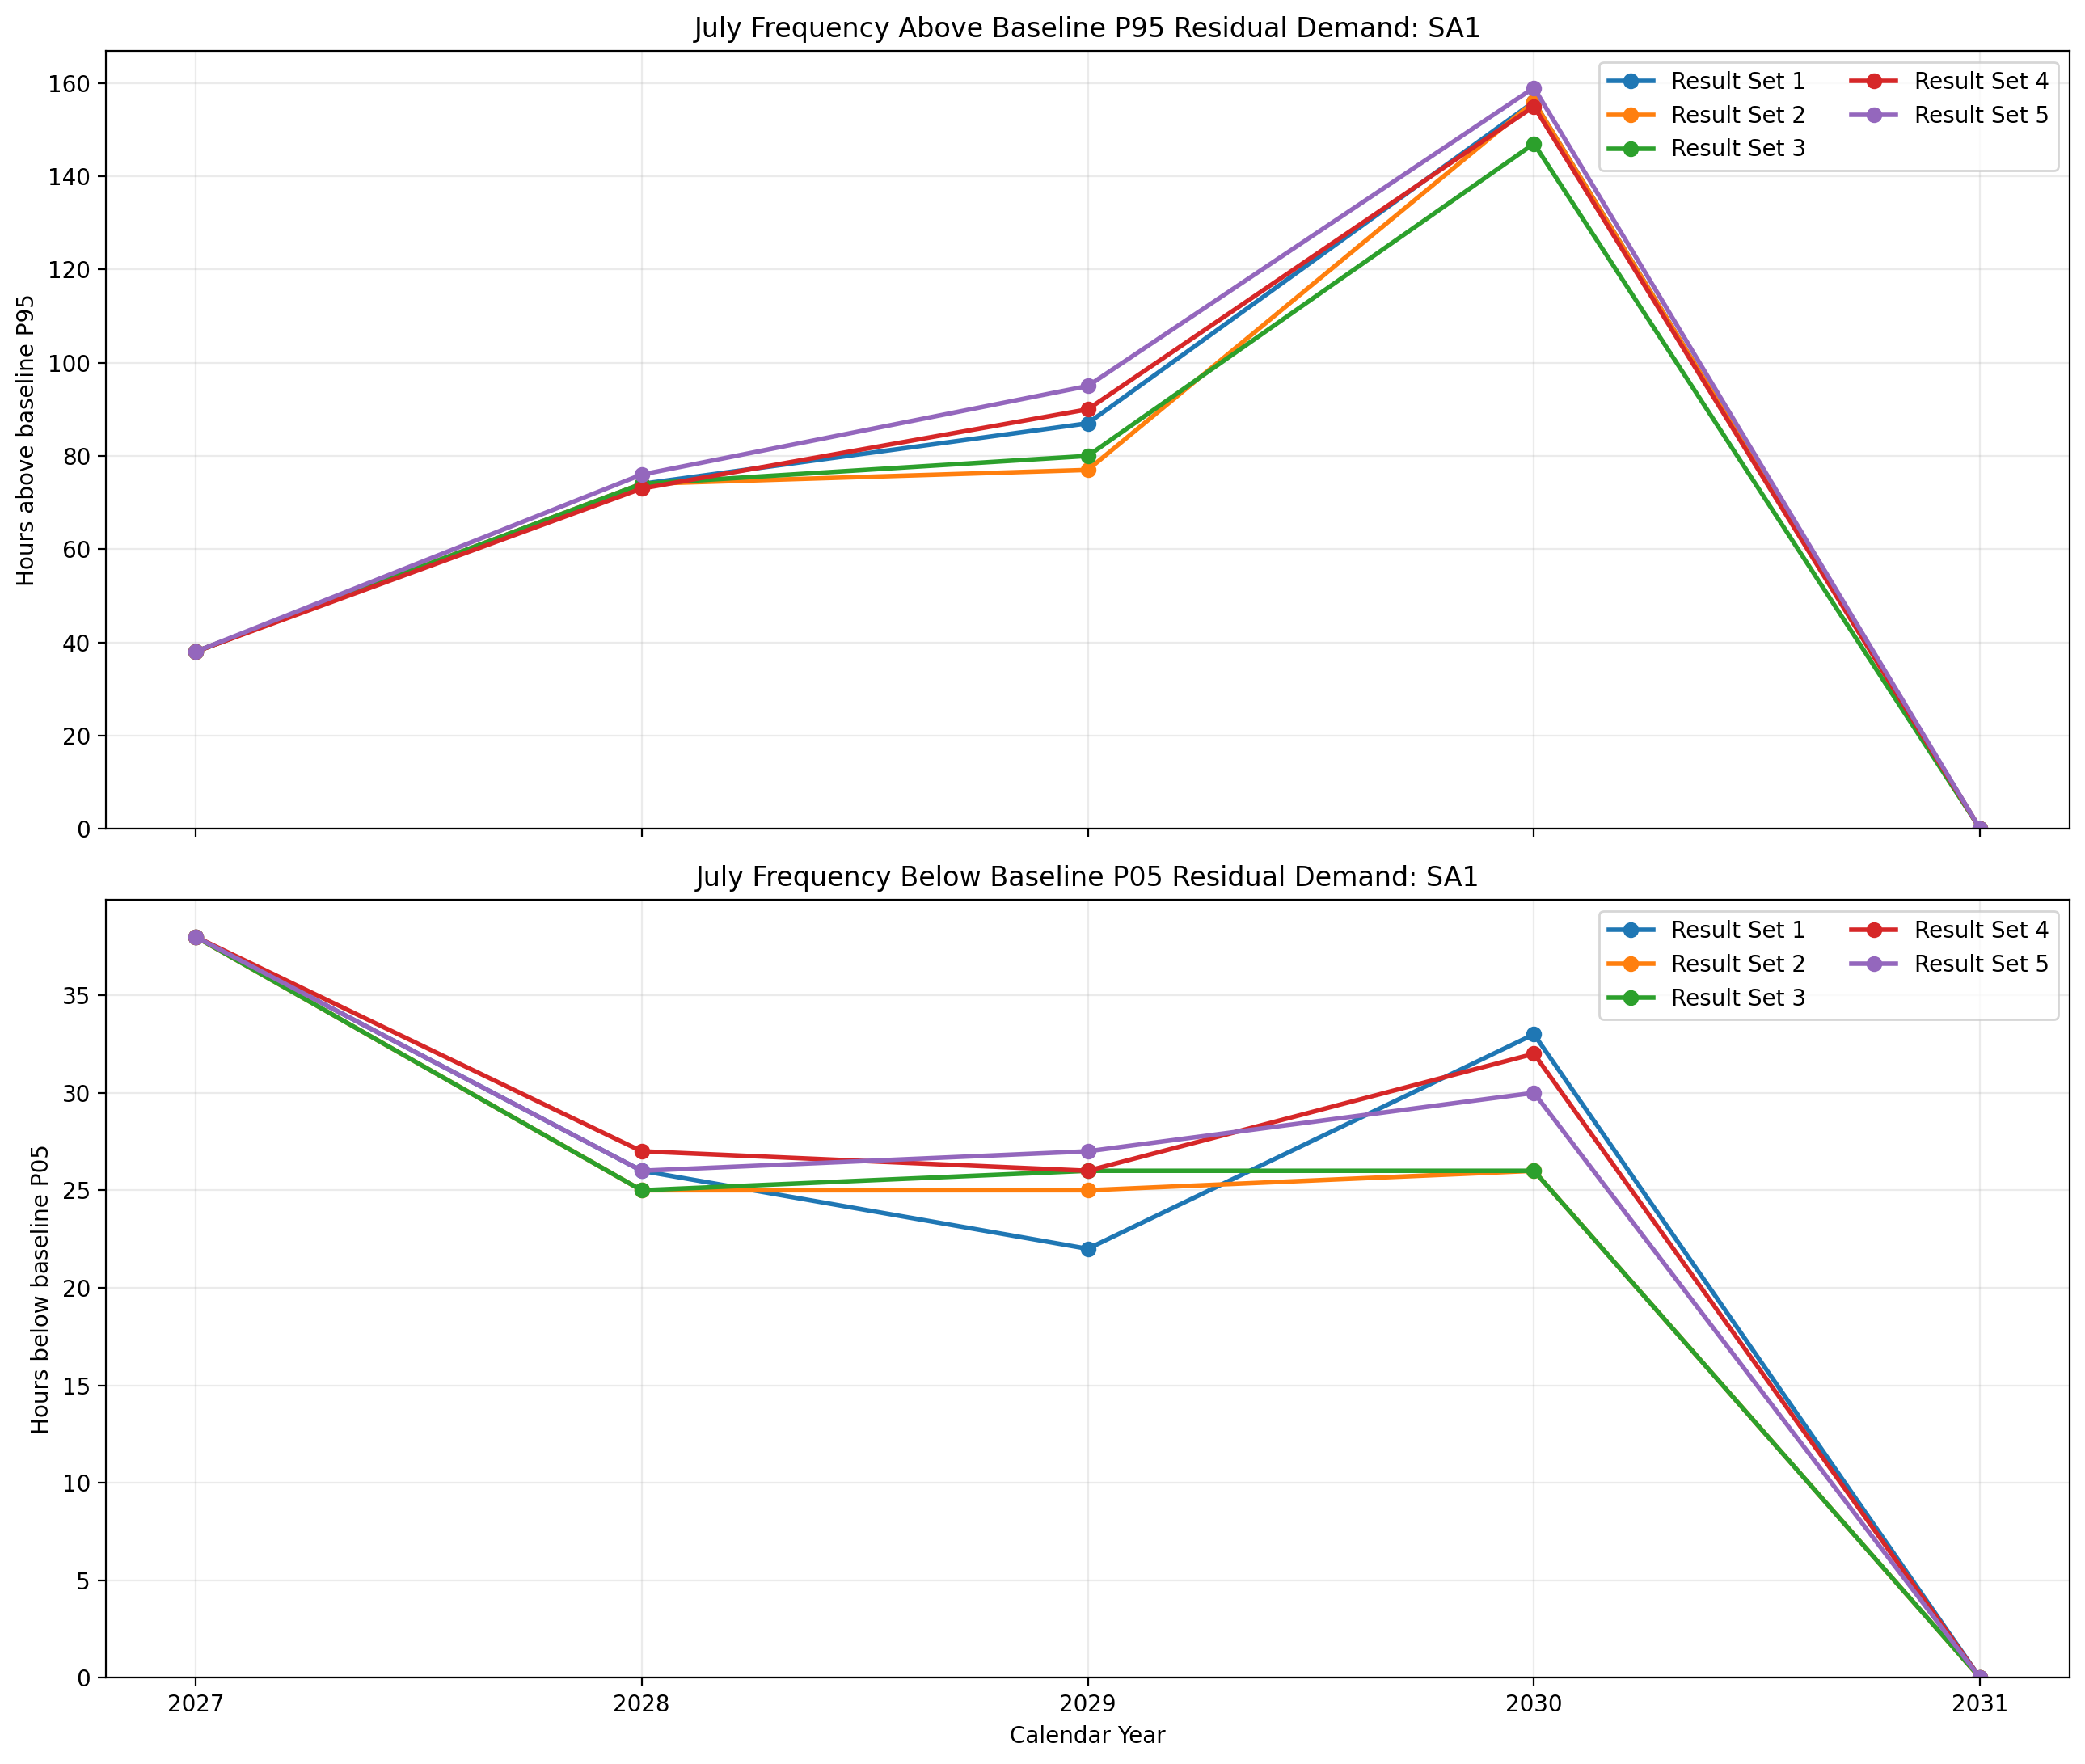 July Frequency Above Baseline P95 Residual Demand: SA1
Hours above baseline P95
160
140
120
100
80
60
40
20
0
Result Set 1
Result Set 2
Result Set 3
Result Set 4
Result Set 5
July Frequency Below Baseline P05 Residual Demand: SA1
Hours below baseline P05
35
30
25
20
15
10
5
0
Result Set 1
Result Set 2
Result Set 3
Result Set 4
Result Set 5
2027 2028 2029 2030 2031
Calendar Year